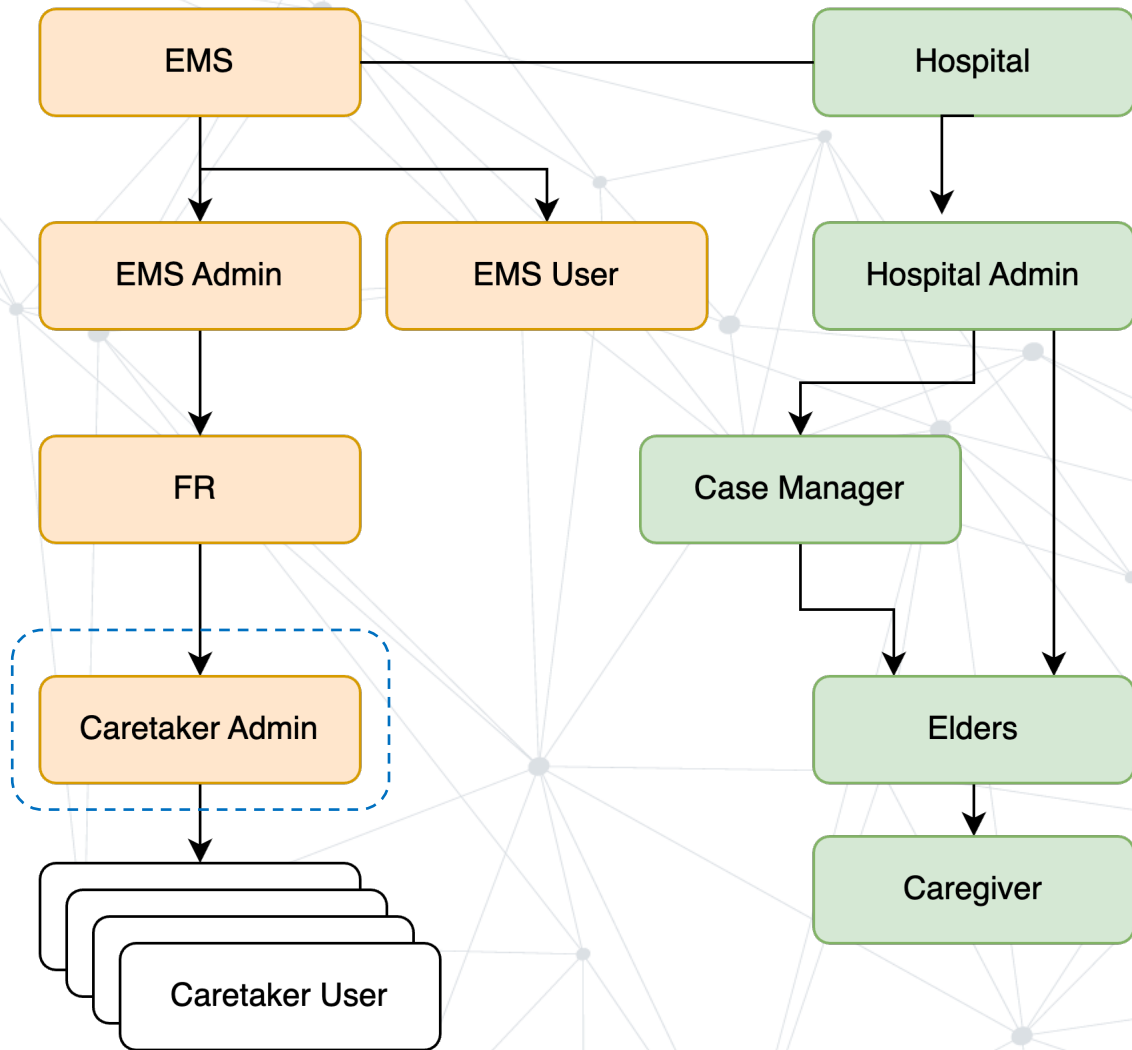 EMS
Hospital
EMS Admin
EMS User
Hospital Admin
FR
Case Manager
Caretaker Admin
Elders
Caregiver
Caretaker User